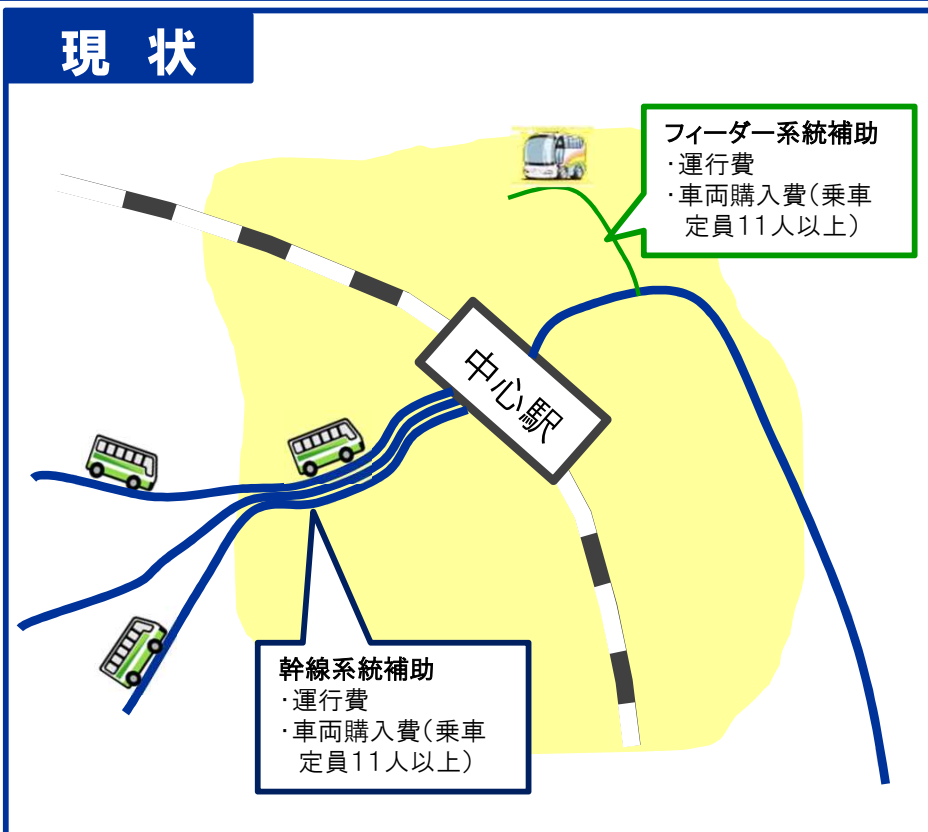 現 状
フィーダー系統補助
・運行費
・車両購入費(乗車
定員11人以上)
中心駅
幹線系統補助
・運行費
・車両購入費(乗車
定員11人以上)